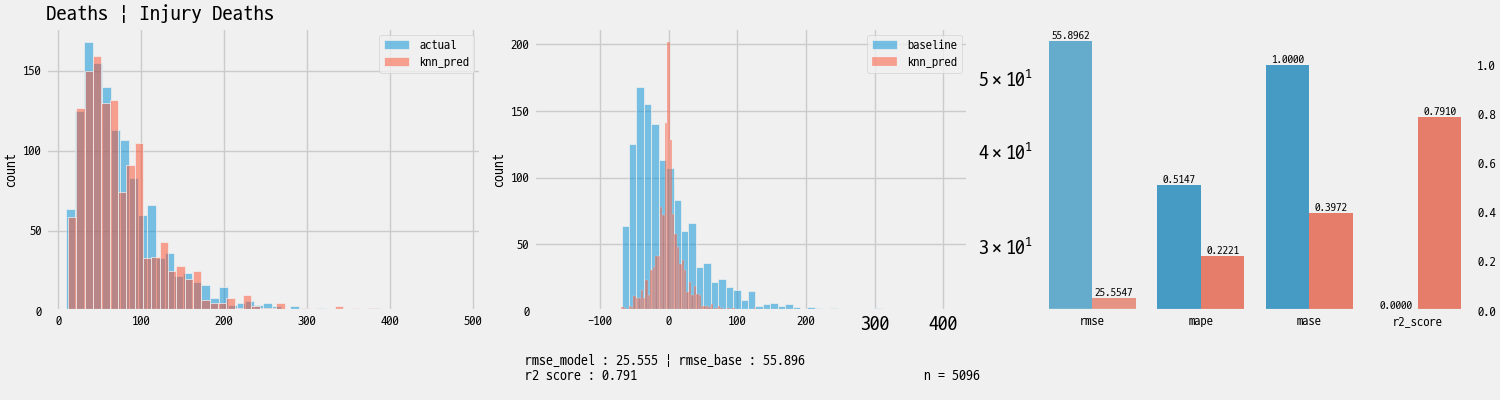 Deaths ¦ Injury Deaths
actual
knn_pred
count
150
100
50
0
0
100
200
300
400
500
baseline
knn_pred
count
200
150
100
50
0
−100
0
100
200
300
400
rmse_model : 25.555 ¦ rmse_base : 55.896
r2 score : 0.791
n = 5096
5 × 10¹
4 × 10¹
3 × 10¹
55.8962
25.5547
0.5147
0.2221
1.0000
0.3972
0.0000
0.7910
rmse
mape
mase
r2_score
1.0
0.8
0.6
0.4
0.2
0.0